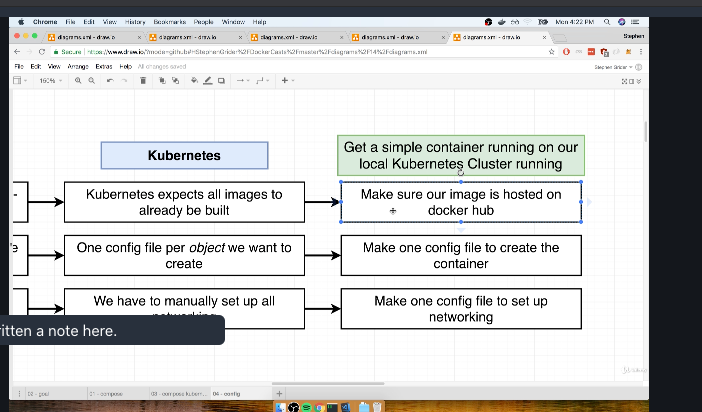 Chrome File Edit View History Bookmarks People Window Help
Mon 4:22 PM
diagrams.xml - draw.io
diagrams.xml - draw.io
diagrams.xml - draw.io
diagrams.xml - draw.io
diagrams.xml - draw.io
Stephen
Secure https://www.draw.io/?mode=github#HStephenGrider%2FDockerCasts%2Fmaster%2Fdiagrams%2F14%2Fdiagrams.xml
File Edit View Arrange Extras Help All changes saved
Stephen Grider
150%
Kubernetes
Get a simple container running on our
local Kubernetes Cluster running
Kubernetes expects all images to
already be built
Make sure our image is hosted on
docker hub
One config file per object we want to
create
Make one config file to create the
container
We have to manually set up all
networking
Make one config file to set up
networking
itten a note here.
02 - goal
01 - compose
04 - config